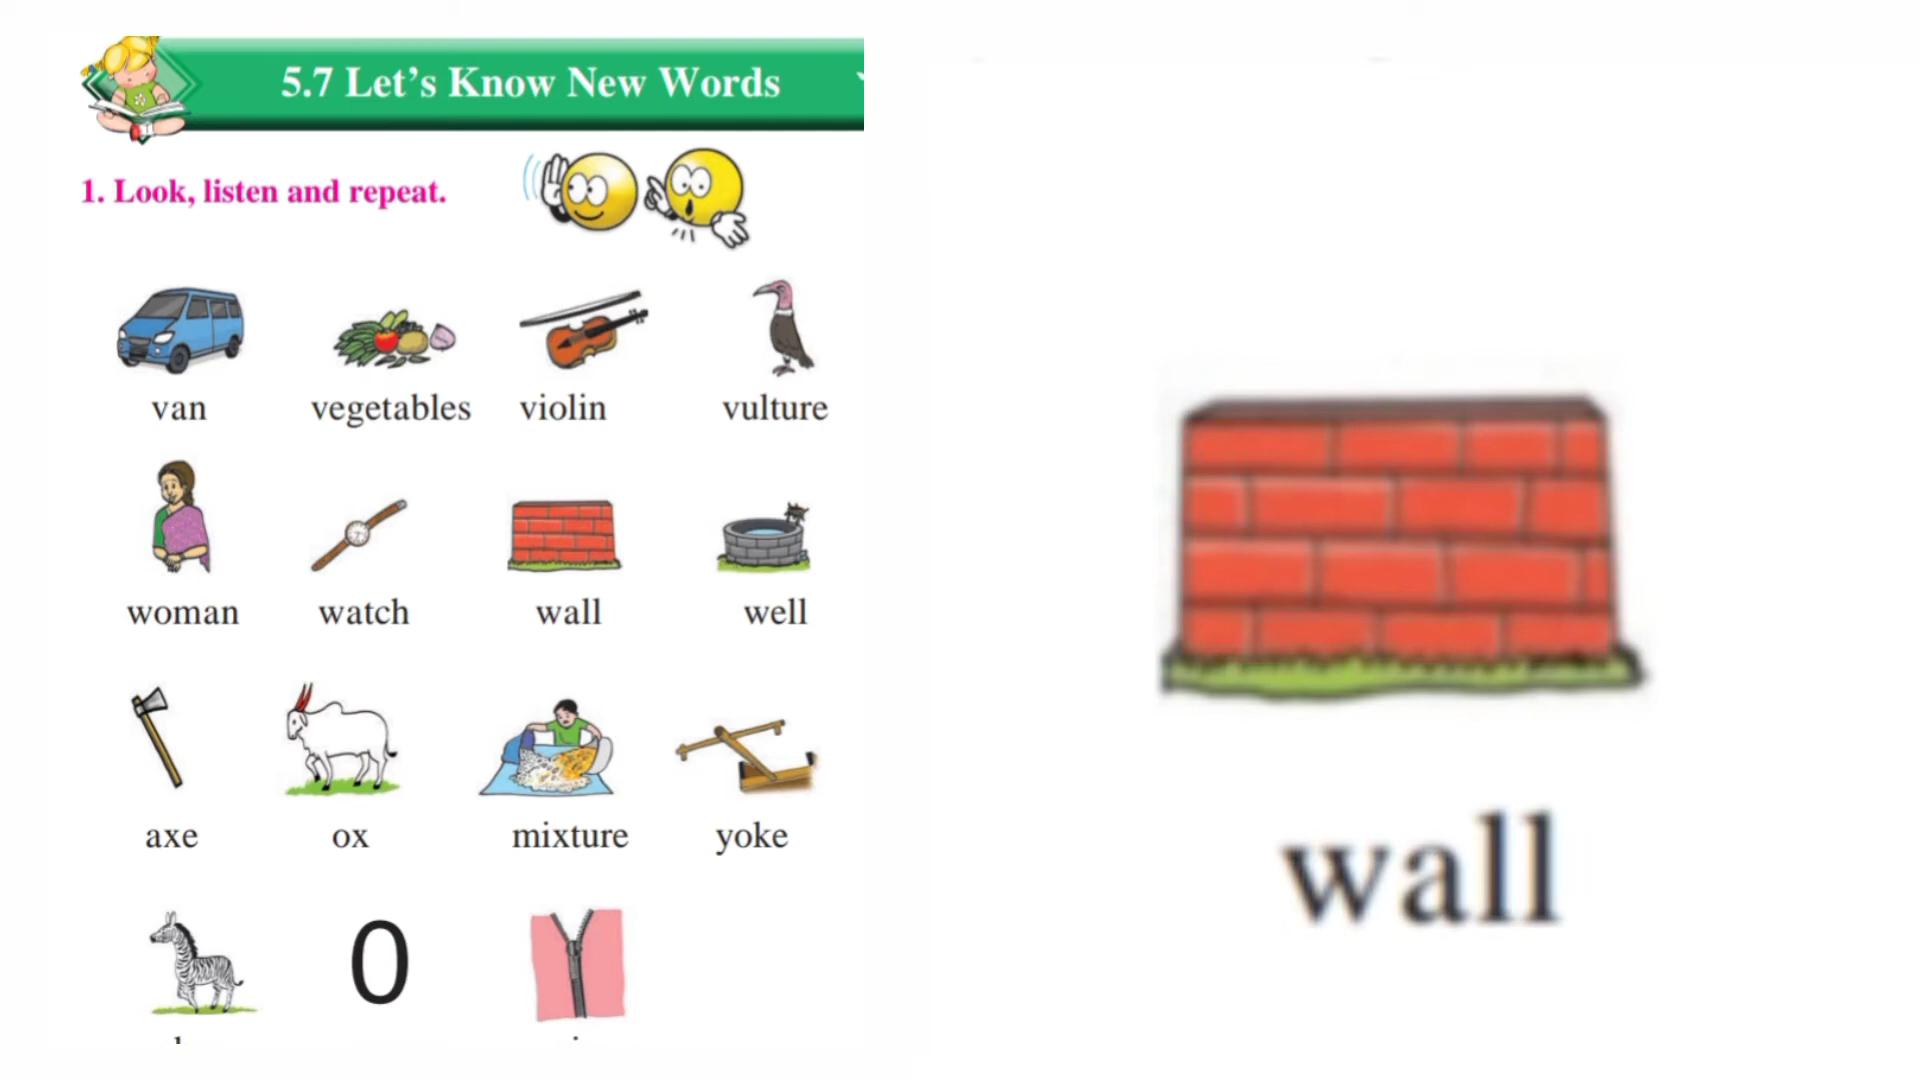 5.7 Let's Know New Words
1. Look, listen and repeat.
van vegetables violin vulture
woman watch wall well
axe ox mixture yoke
0
wall